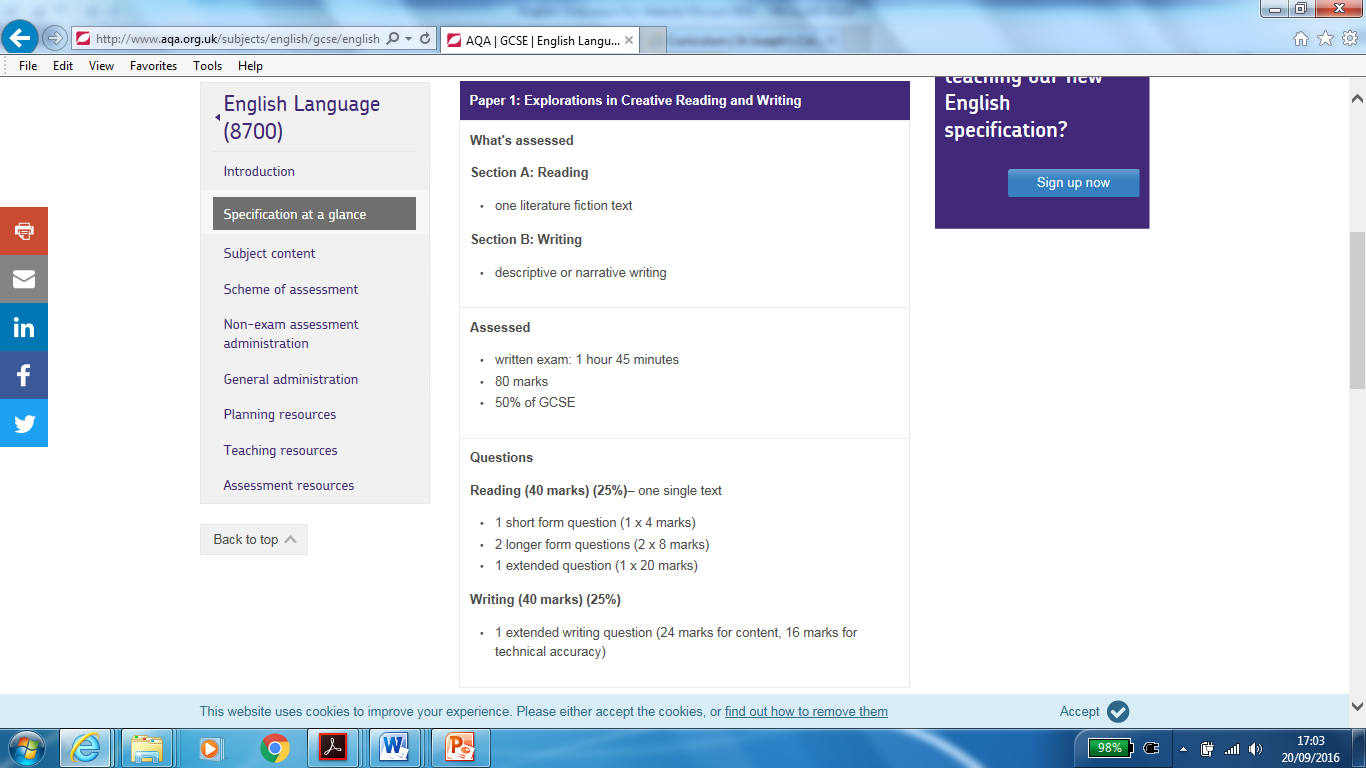 http://www.aqa.org.uk/subjects/english/gcse/english
AQA | GCSE | English Langu...
File Edit View Favorites Tools Help
English Language
(8700)
Introduction
Specification at a glance
Subject content
Scheme of assessment
Non-exam assessment
administration
General administration
Planning resources
Teaching resources
Assessment resources
Back to top
Paper 1: Explorations in Creative Reading and Writing
What's assessed
Section A: Reading
• one literature fiction text
Section B: Writing
• descriptive or narrative writing
Assessed
• written exam: 1 hour 45 minutes
• 80 marks
• 50% of GCSE
Questions
Reading (40 marks) (25%)– one single text
• 1 short form question (1 x 4 marks)
• 2 longer form questions (2 x 8 marks)
• 1 extended question (1 x 20 marks)
Writing (40 marks) (25%)
• 1 extended writing question (24 marks for content, 16 marks for
technical accuracy)
teaching our new
English
specification?
Sign up now
This website uses cookies to improve your experience. Please either accept the cookies, or find out how to remove them
Accept
98%
17:03
20/09/2016